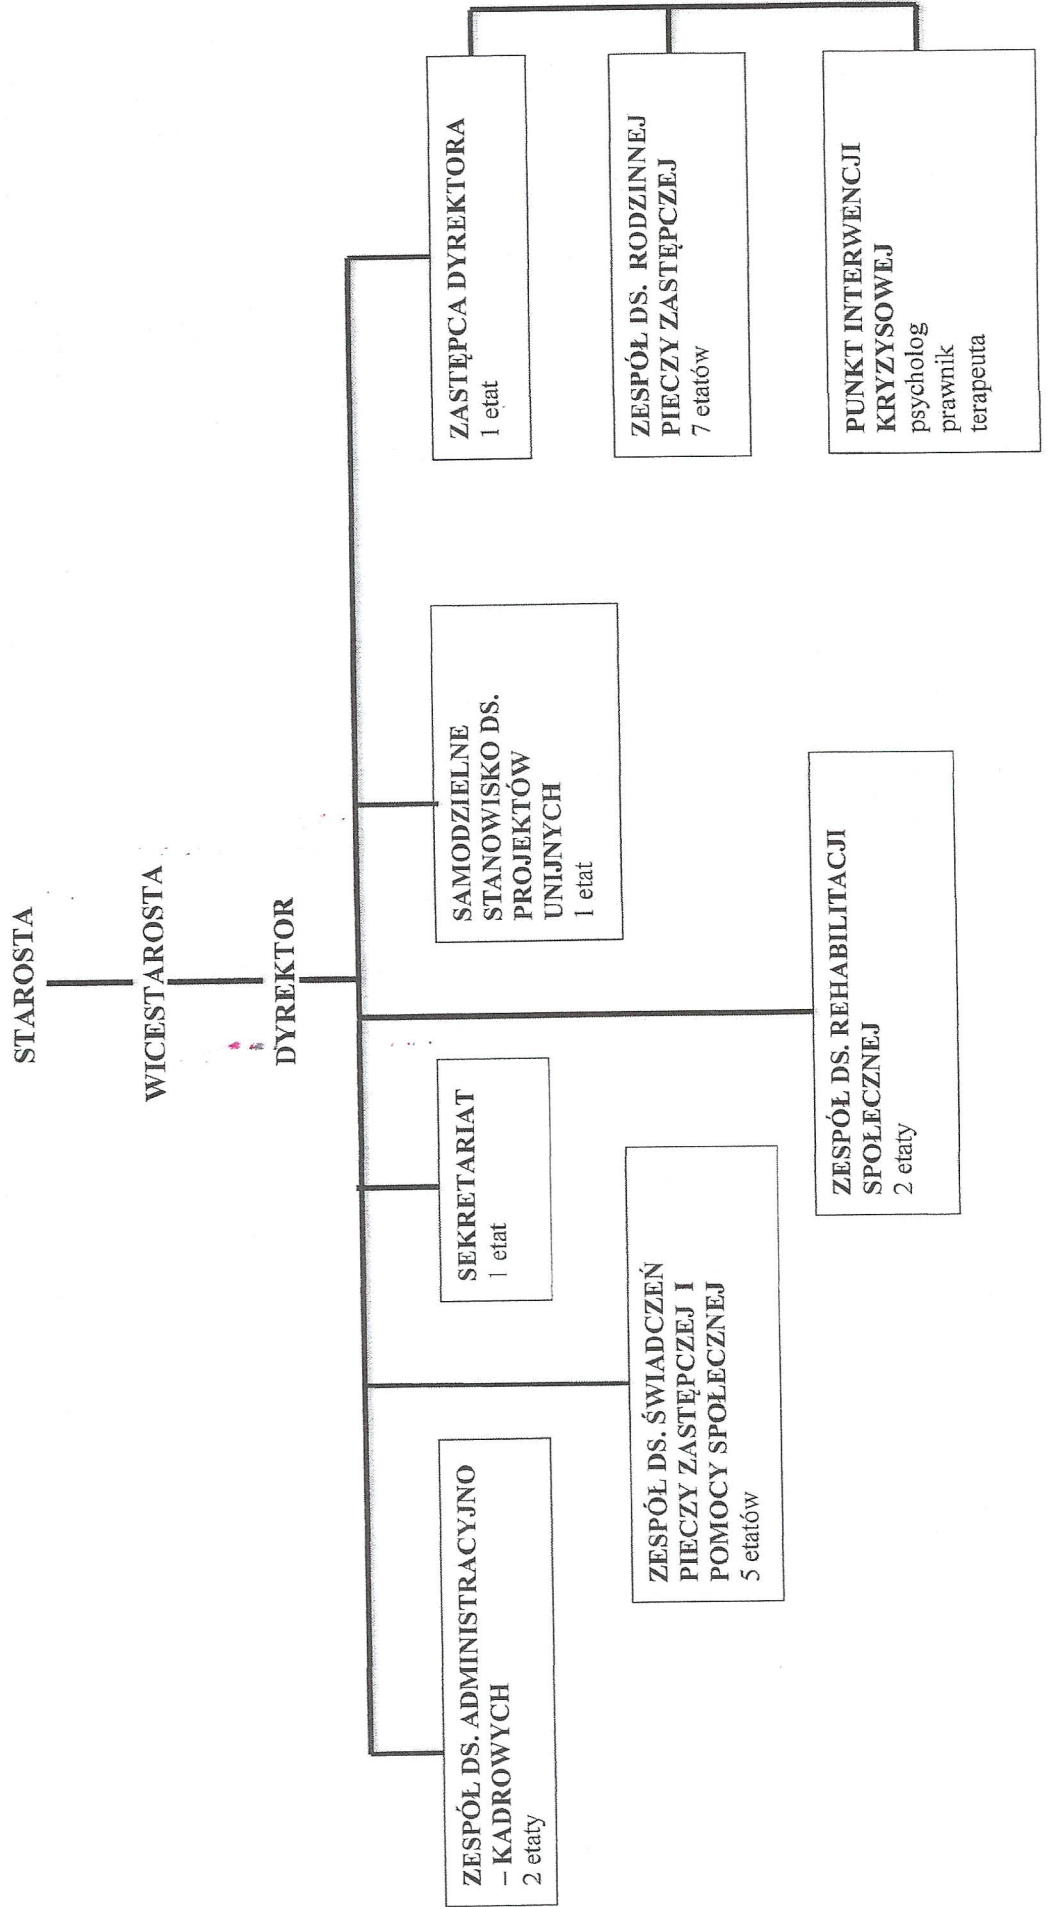 STAROSTA
WICESTAROSTA
DYREKTOR
ZESPÓŁ DS. ADMINISTRACYJNO
– KADROWYCH
2 etaty
SEKRETARIAT
1 etat
SAMODZIELNE
STANOWISKO DS.
PROJEKTÓW
UNIJNYCH
1 etat
ZASTĘPCA DYREKTORA
1 etat
ZESPÓŁ DS. ŚWIADCZEŃ
PIECZY ZASTĘPCZEJ I
POMOCY SPOŁECZNEJ
5 etatów
ZESPÓŁ DS. REHABILITACJI
SPOŁECZNEJ
2 etaty
ZESPÓŁ DS. RODZINNEJ
PIECZY ZASTĘPCZEJ
7 etatów
PUNKT INTERWENCJI
KRYZYSOWEJ
psycholog
prawnik
terapeuta